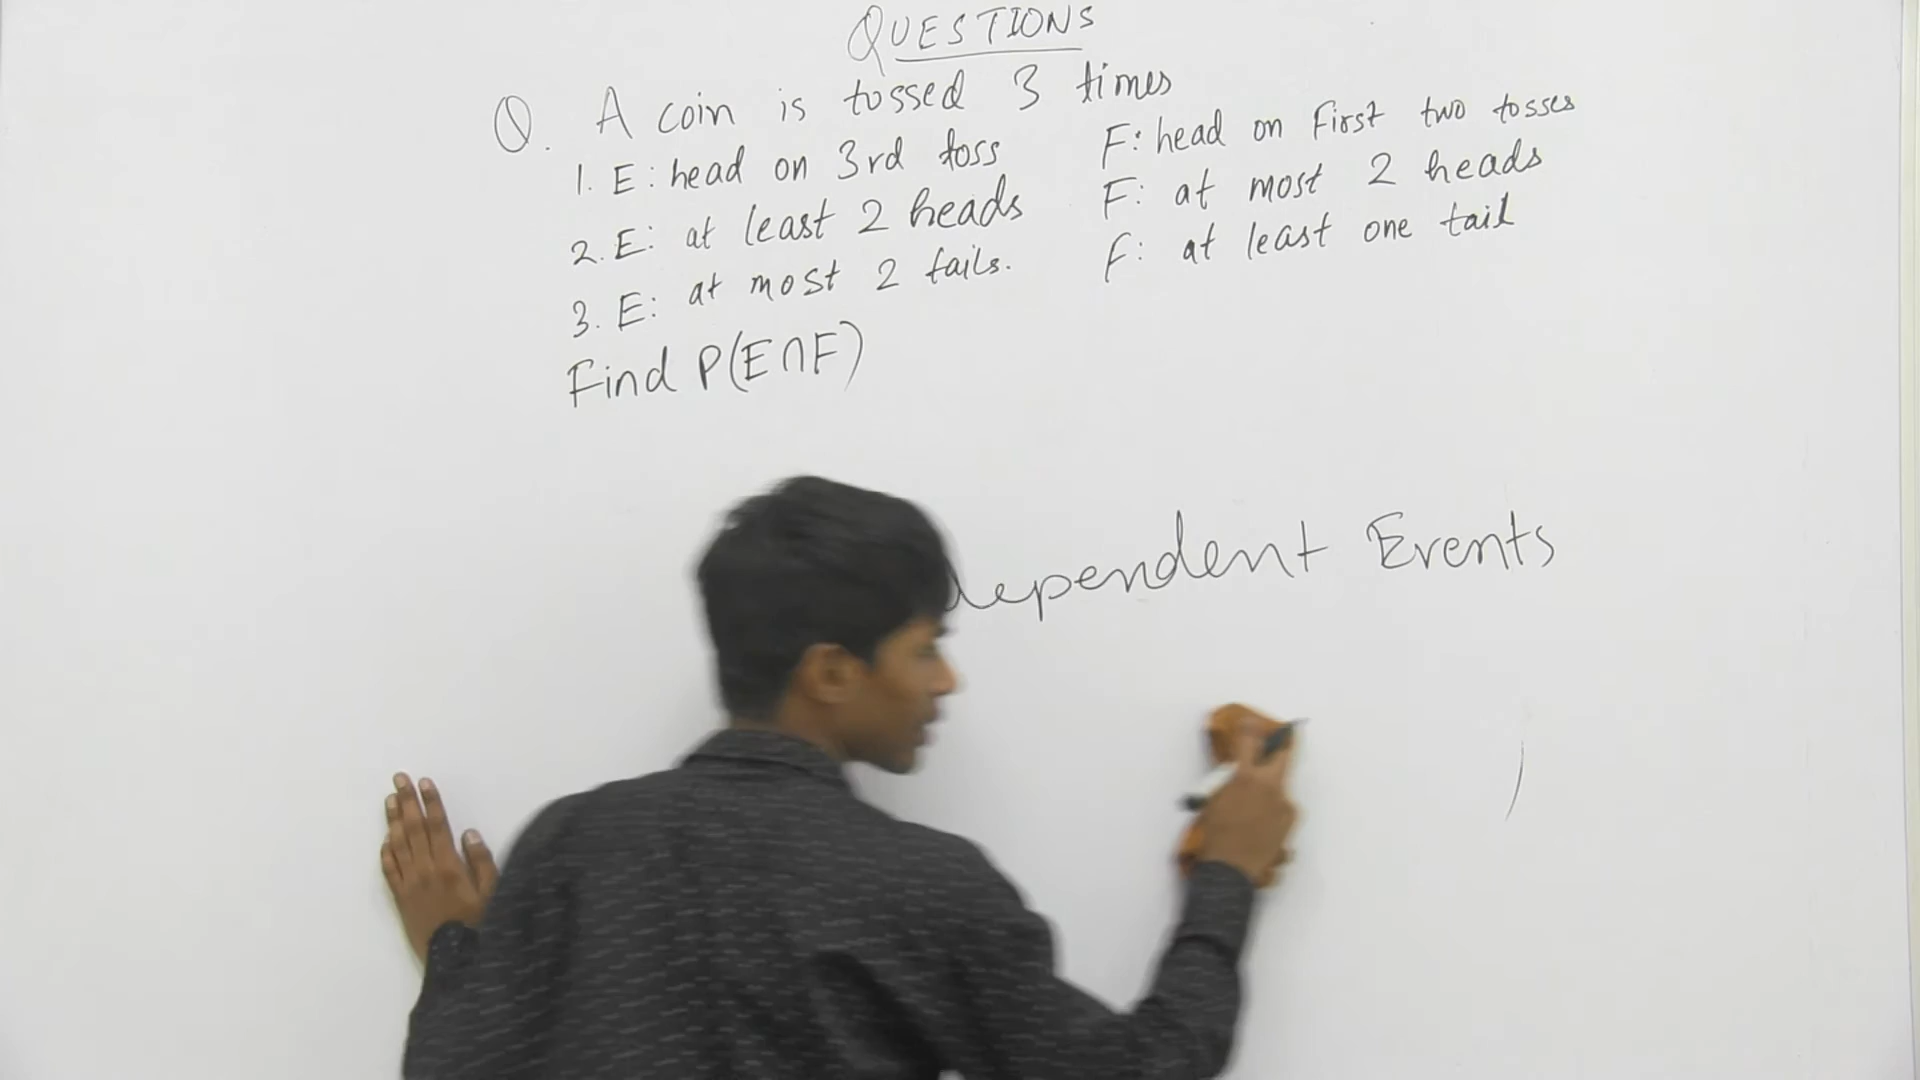 QUESTIONS
Q. A coin is tossed 3 times
1. E: head on 3rd toss F: head on First two tosses
2. E: at least 2 heads F: at most 2 heads
3. E: at most 2 tails. F: at least one tail
Find P(E∩F)
dependent Events